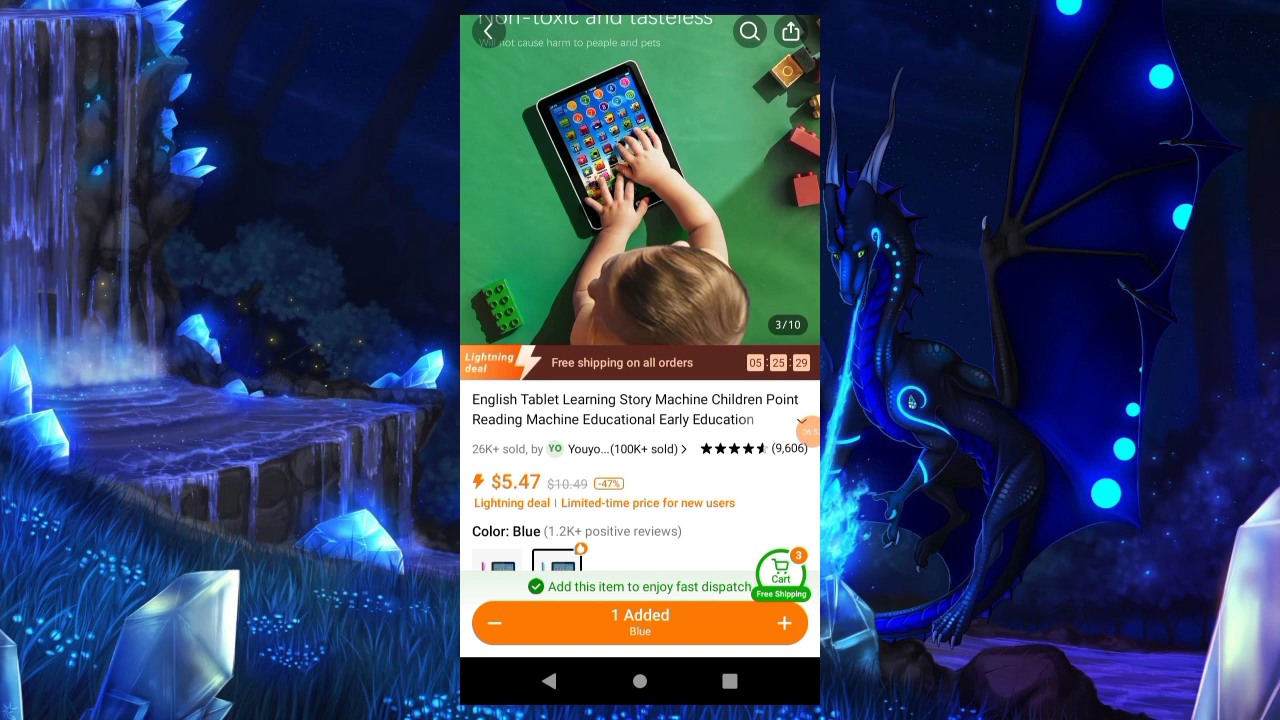 Non-toxic and tasteless
Will not cause harm to peaple and pets
3/10
Lightning deal
Free shipping on all orders
05:25:29
English Tablet Learning Story Machine Children Point
Reading Machine Educational Early Education
26K+ sold, by YO Youyo...(100K+ sold) (9,606)
$5.47 $10.49 -47%
Lightning deal | Limited-time price for new users
Color: Blue (1.2K+ positive reviews)
3
Cart
Free Shipping
Add this item to enjoy fast dispatch
1 Added
Blue